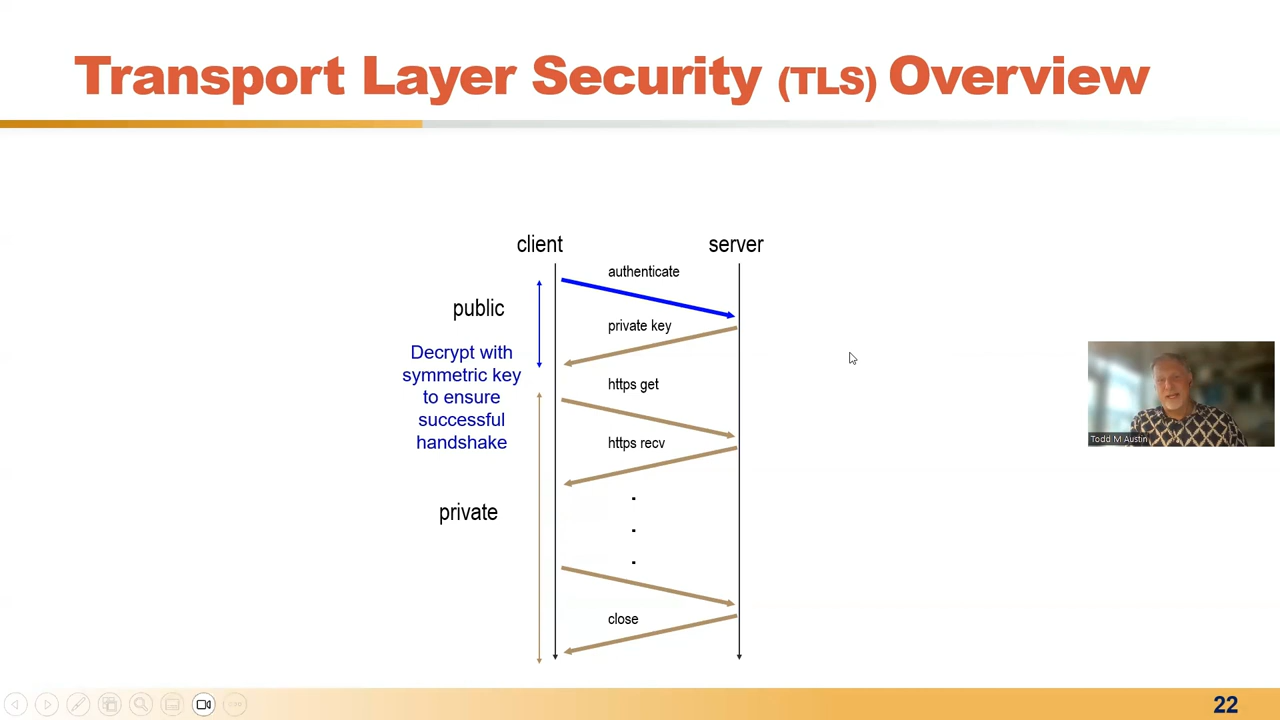 Transport Layer Security (TLS) Overview
client
server
authenticate
public
private key
Decrypt with
symmetric key
to ensure
successful
handshake
https get
https recv
private
close
Todd M Austin
22